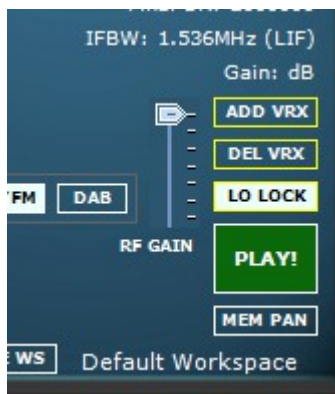 IFBW: 1.536MHz (LIF)
Gain: dB
ADD VRX
DEL VRX
LO LOCK
FM DAB
RF GAIN
PLAY!
MEM PAN
WS Default Workspace